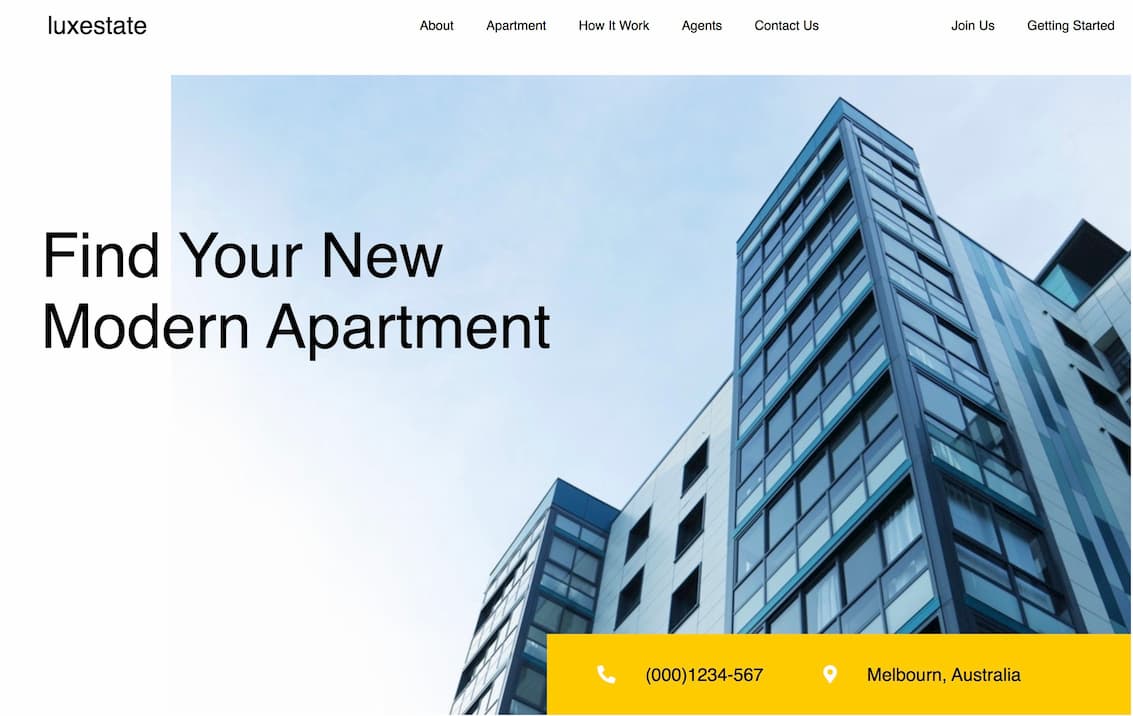 luxestate
About Apartment How It Work Agents Contact Us Join Us Getting Started
Find Your New
Modern Apartment
(000)1234-567 Melbourn, Australia